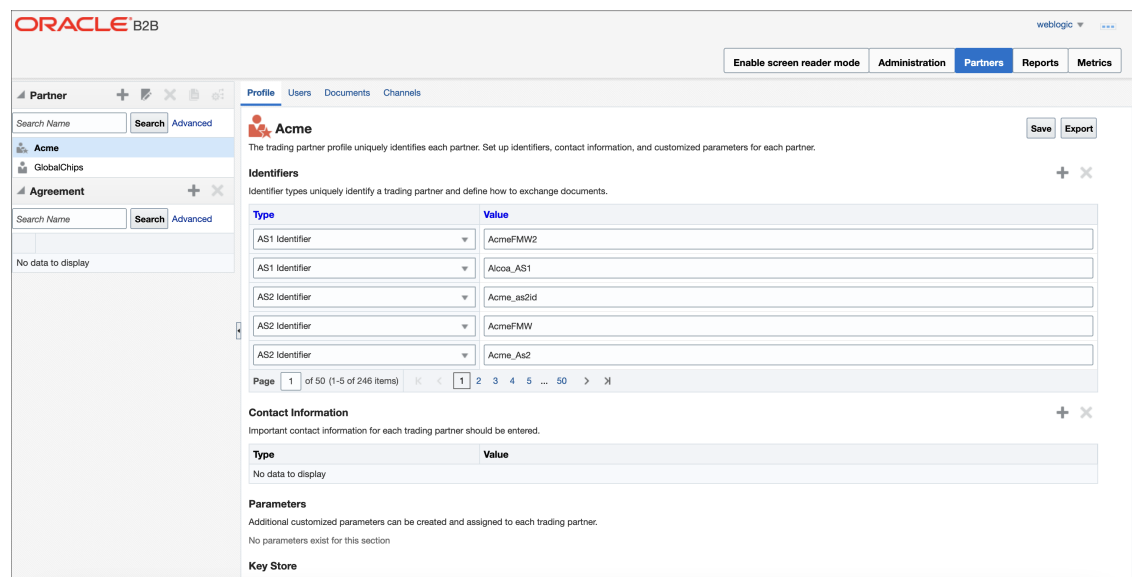 ORACLE B2B
weblogic
Enable screen reader mode Administration Partners Reports Metrics
Partner
Search Name Search Advanced
Acme
GlobalChips
Agreement
Search Name Search Advanced
No data to display
Profile Users Documents Channels
Acme
Save Export
The trading partner profile uniquely identifies each partner. Set up identifiers, contact information, and customized parameters for each partner.
Identifiers
Identifier types uniquely identify a trading partner and define how to exchange documents.
Type Value
AS1 Identifier AcmeFMW2
AS1 Identifier Alcoa_AS1
AS2 Identifier Acme_as2id
AS2 Identifier AcmeFMW
AS2 Identifier Acme_As2
Page 1 of 50 (1-5 of 246 items) 1 2 3 4 5 ... 50
Contact Information
Important contact information for each trading partner should be entered.
Type Value
No data to display
Parameters
Additional customized parameters can be created and assigned to each trading partner.
No parameters exist for this section
Key Store